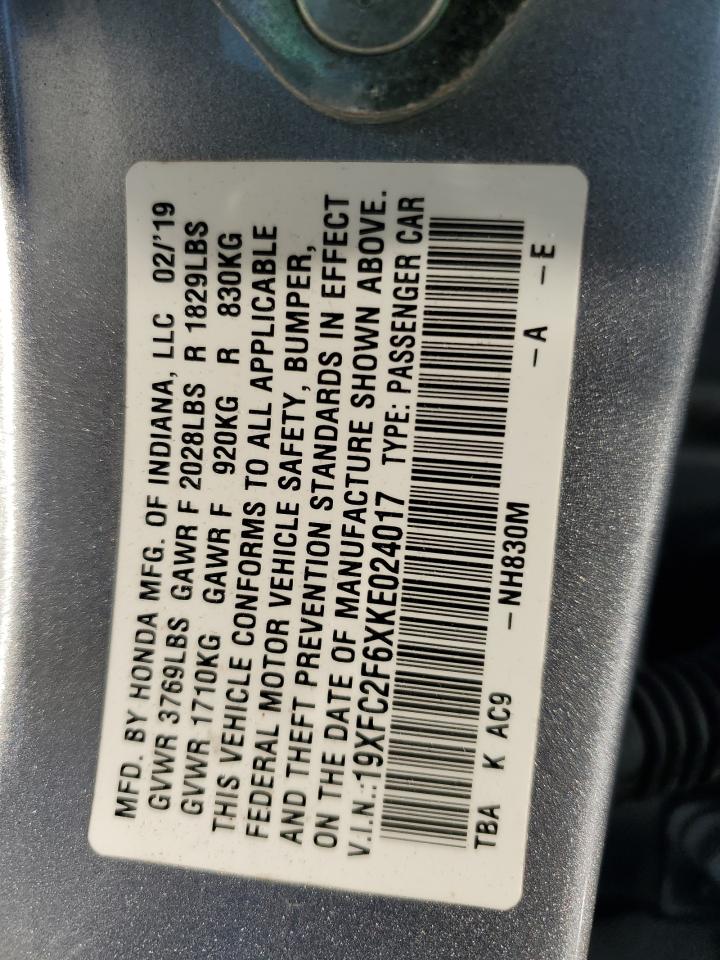 MFD. BY HONDA MFG. OF INDIANA, LLC 02/'19
GVWR 3769LBS GAWR F 2028LBS R 1829LBS
GVWR 1710KG GAWR F 920KG R 830KG
THIS VEHICLE CONFORMS TO ALL APPLICABLE
FEDERAL MOTOR VEHICLE SAFETY, BUMPER,
AND THEFT PREVENTION STANDARDS IN EFFECT
ON THE DATE OF MANUFACTURE SHOWN ABOVE.
V.I.N.:19XFC2F6XKE024017 TYPE: PASSENGER CAR
TBA K AC9 -NH830M -A -E